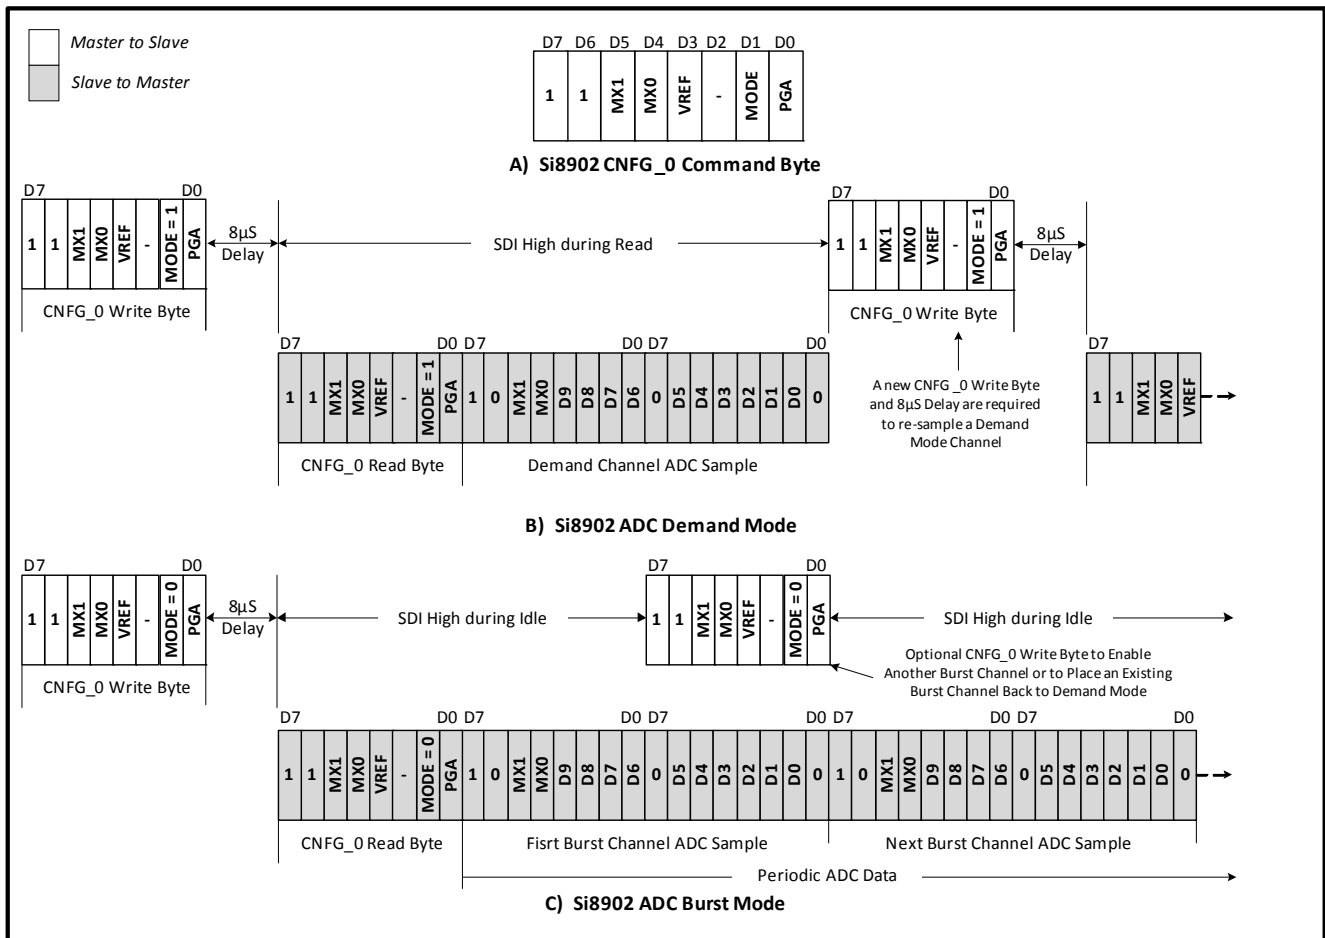 Master to Slave
Slave to Master
D7 D6 D5 D4 D3 D2 D1 D0
1 1 MX1 MX0 VREF - MODE PGA
A) Si8902 CNFG_0 Command Byte
D7 D0
1 1 MX1 MX0 VREF - MODE = 1 PGA
8µS
Delay
SDI High during Read
D7 D0
1 1 MX1 MX0 VREF - MODE = 1 PGA
8µS
Delay
CNFG_0 Write Byte
CNFG_0 Write Byte
D7 D0 D7 D0 D7 D0
1 1 MX1 MX0 VREF - MODE = 1 PGA 1 0 MX1 MX0 D9 D8 D7 D6 0 D5 D4 D3 D2 D1 D0 0
A new CNFG_0 Write Byte
and 8µS Delay are required
to re-sample a Demand
Mode Channel
D7
1 1 MX1 MX0 VREF
CNFG_0 Read Byte
Demand Channel ADC Sample
B) Si8902 ADC Demand Mode
D7 D0
1 1 MX1 MX0 VREF - MODE = 0 PGA
8µS
Delay
SDI High during Idle
D7 D0
1 1 MX1 MX0 VREF - MODE = 0 PGA
SDI High during Idle
CNFG_0 Write Byte
Optional CNFG_0 Write Byte to Enable
Another Burst Channel or to Place an Existing
Burst Channel Back to Demand Mode
D7 D0 D7 D0 D7 D0 D7 D0 D7 D0
1 1 MX1 MX0 VREF - MODE = 0 PGA 1 0 MX1 MX0 D9 D8 D7 D6 0 D5 D4 D3 D2 D1 D0 0 1 0 MX1 MX0 D9 D8 D7 D6 0 D5 D4 D3 D2 D1 D0 0
CNFG_0 Read Byte
Fisrt Burst Channel ADC Sample
Next Burst Channel ADC Sample
Periodic ADC Data
C) Si8902 ADC Burst Mode